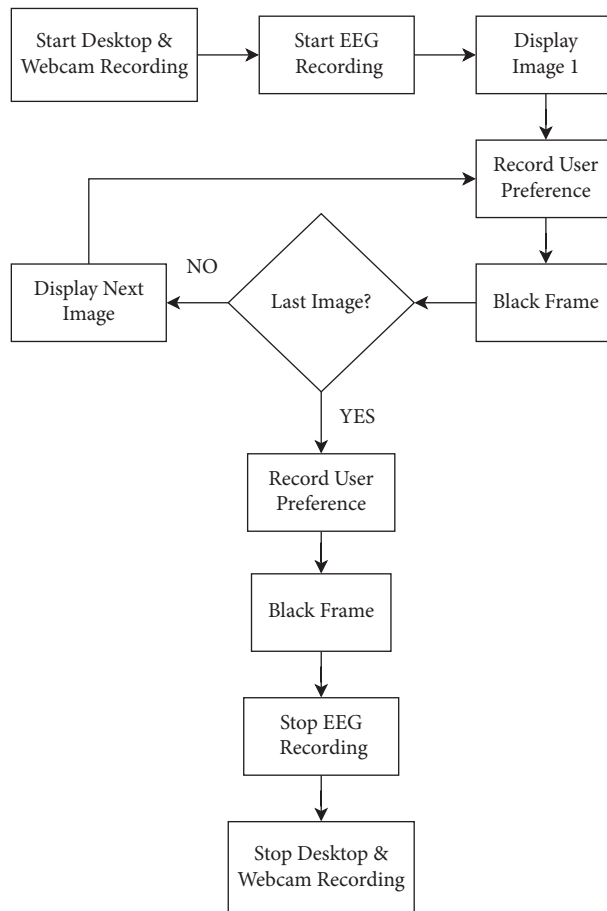 Start Desktop &
Webcam Recording
Start EEG
Recording
Display
Image 1
Record User
Preference
NO
Display Next
Image
Last Image?
Black Frame
YES
Record User
Preference
Black Frame
Stop EEG
Recording
Stop Desktop &
Webcam Recording